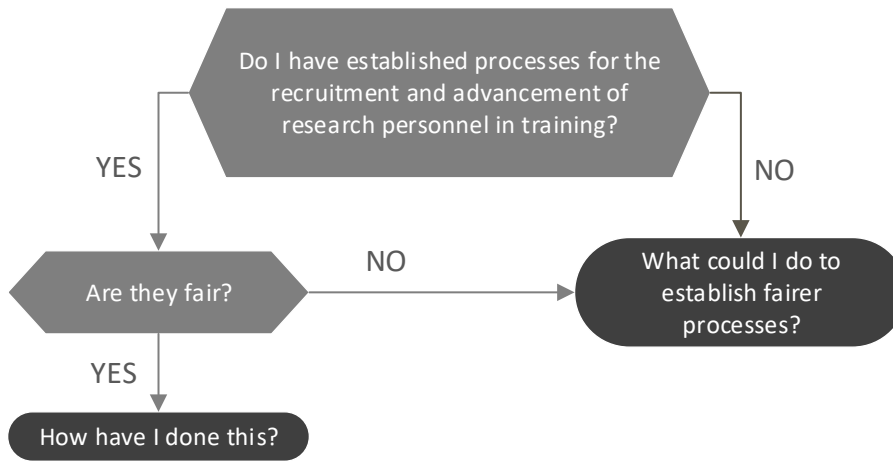 Do I have established processes for the
recruitment and advancement of
research personnel in training?
YES
NO
Are they fair?
NO
What could I do to
establish fairer
processes?
YES
How have I done this?